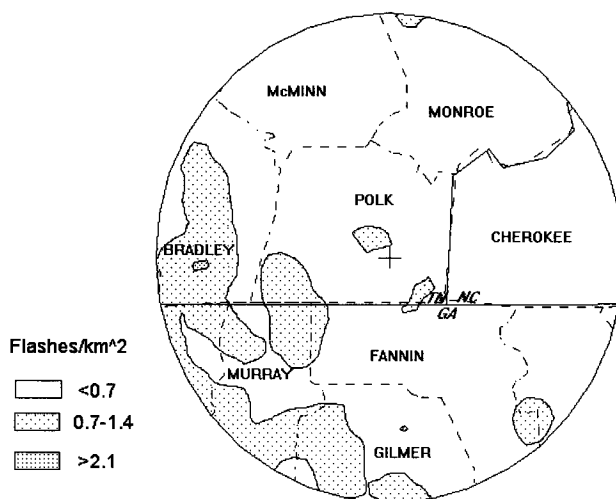 McMINN
MONROE
POLK
BRADLEY
CHEROKEE
TN NC
GA
Flashes/km^2
<0.7
0.7-1.4
>2.1
MURRAY
FANNIN
GILMER